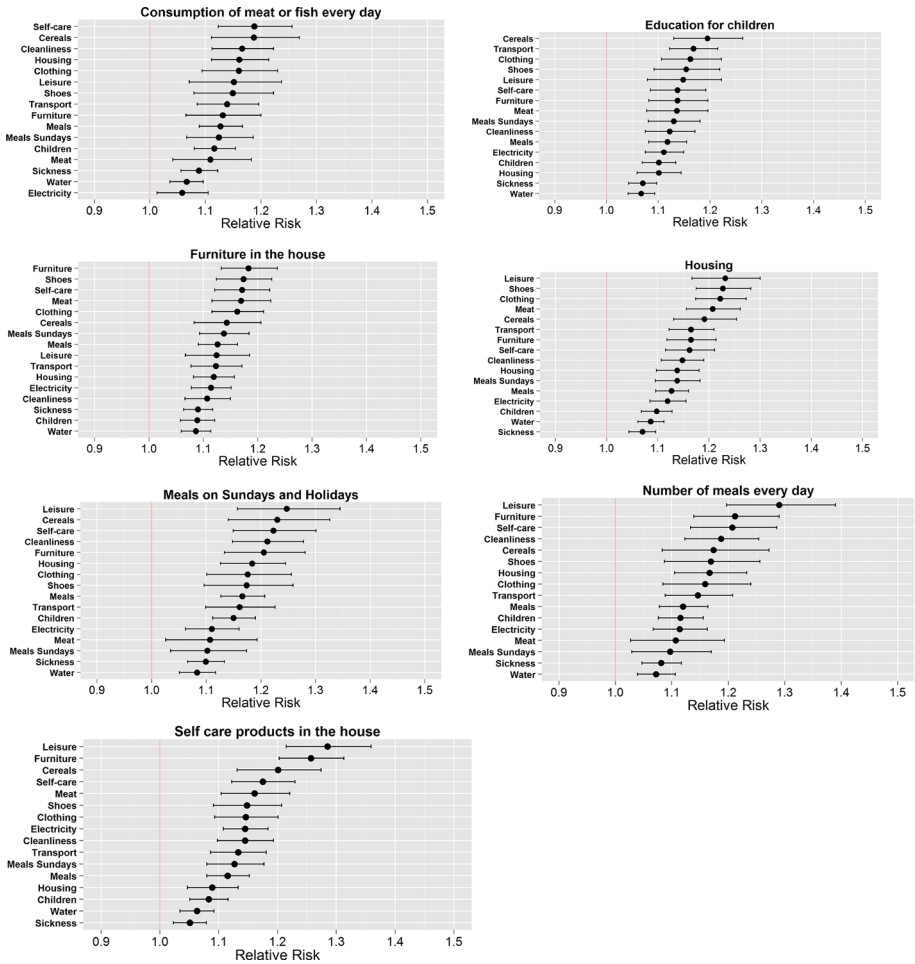 Consumption of meat or fish every day
Self-care
Cereals
Cleanliness
Housing
Clothing
Leisure
Shoes
Transport
Furniture
Meals
Meals Sundays
Children
Meat
Sickness
Water
Electricity
0.9 1.0 1.1 1.2 1.3 1.4 1.5
Relative Risk
Education for children
Cereals
Transport
Clothing
Shoes
Leisure
Self-care
Furniture
Meat
Meals Sundays
Cleanliness
Meals
Electricity
Children
Housing
Sickness
Water
0.9 1.0 1.1 1.2 1.3 1.4 1.5
Relative Risk
Furniture in the house
Furniture
Shoes
Self-care
Meat
Clothing
Cereals
Meals Sundays
Meals
Leisure
Transport
Housing
Electricity
Cleanliness
Sickness
Children
Water
0.9 1.0 1.1 1.2 1.3 1.4 1.5
Relative Risk
Housing
Leisure
Shoes
Clothing
Meat
Cereals
Transport
Furniture
Self-care
Cleanliness
Housing
Meals Sundays
Meals
Electricity
Children
Water
Sickness
0.9 1.0 1.1 1.2 1.3 1.4 1.5
Relative Risk
Meals on Sundays and Holidays
Leisure
Cereals
Self-care
Cleanliness
Furniture
Housing
Clothing
Shoes
Meals
Transport
Children
Electricity
Meat
Meals Sundays
Sickness
Water
0.9 1.0 1.1 1.2 1.3 1.4 1.5
Relative Risk
Number of meals every day
Leisure
Furniture
Self-care
Cleanliness
Cereals
Shoes
Housing
Clothing
Transport
Meals
Children
Electricity
Meat
Meals Sundays
Sickness
Water
0.9 1.0 1.1 1.2 1.3 1.4 1.5
Relative Risk
Self care products in the house
Leisure
Furniture
Cereals
Self-care
Meat
Shoes
Clothing
Electricity
Cleanliness
Transport
Meals Sundays
Meals
Housing
Children
Water
Sickness
0.9 1.0 1.1 1.2 1.3 1.4 1.5
Relative Risk